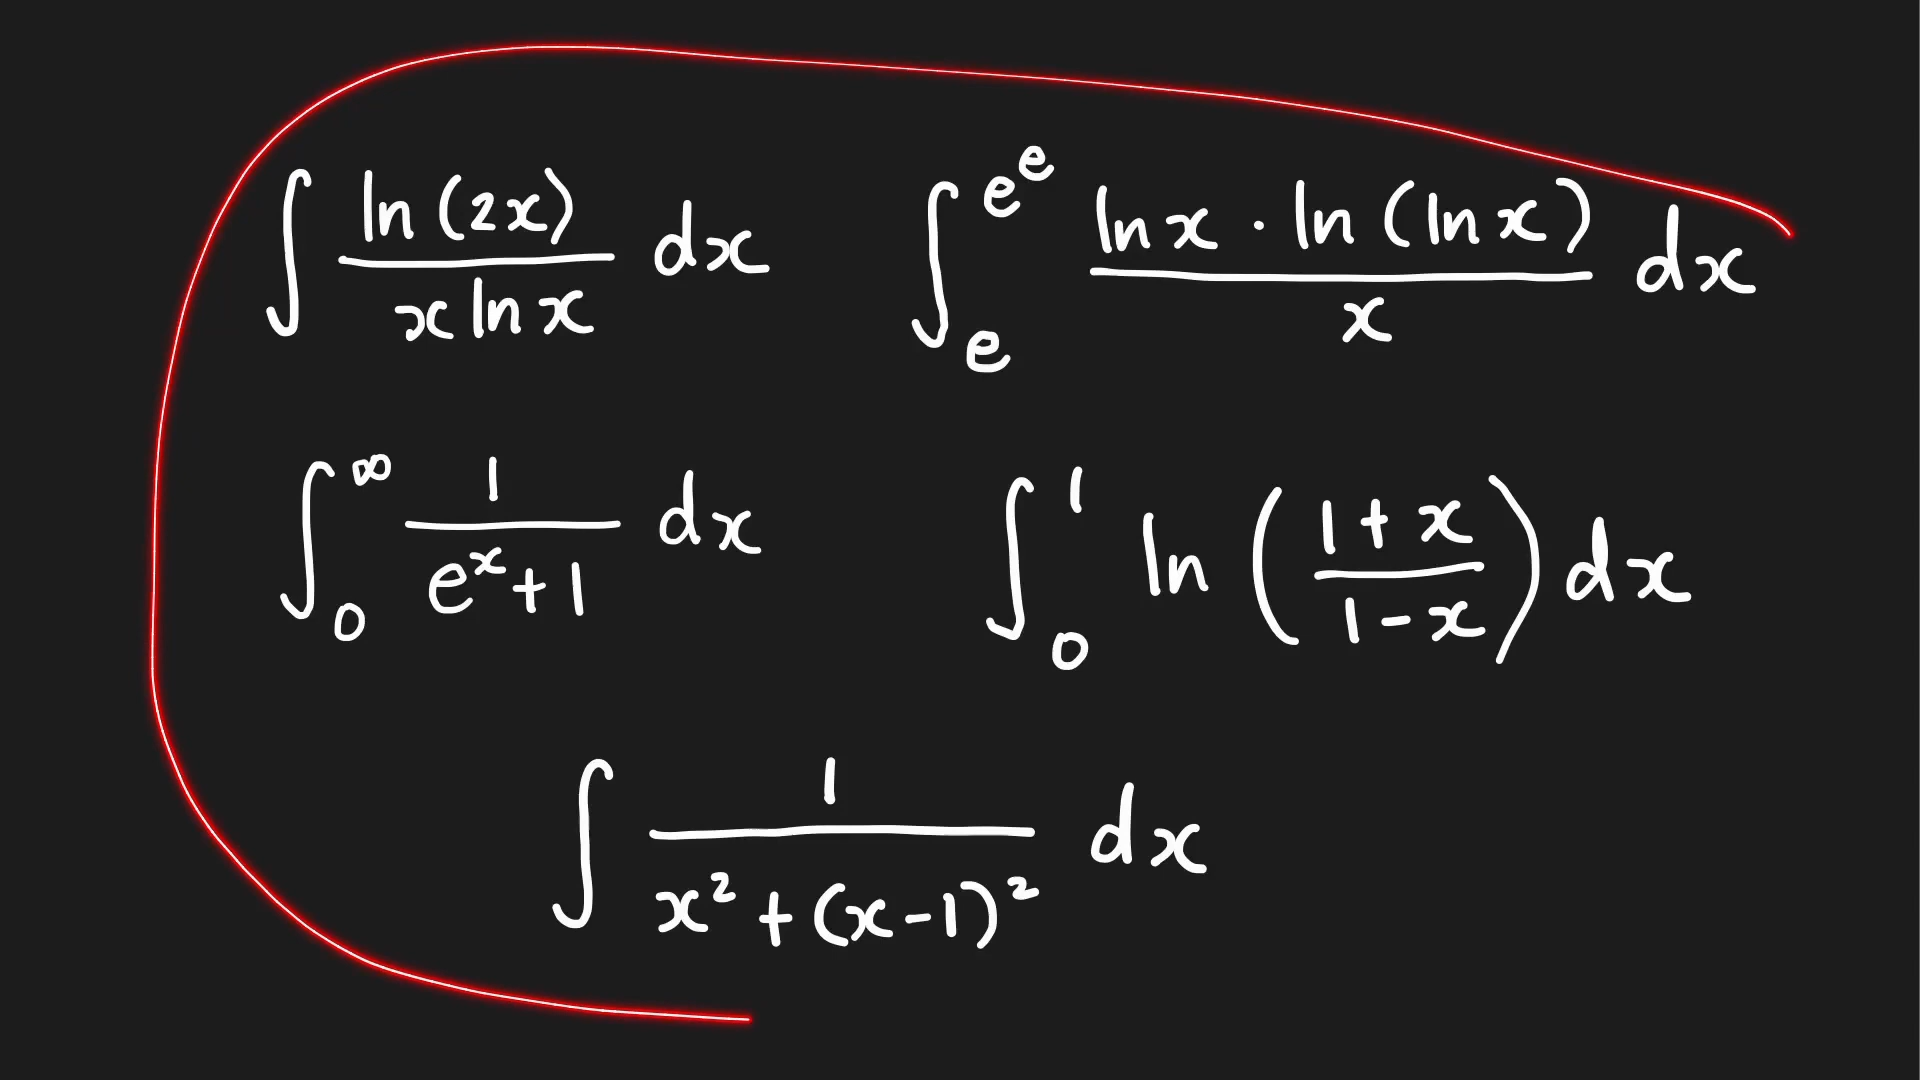 ∫ ln(2x) / (x ln x) dx
∫_e^{e^e} (ln x · ln(ln x)) / x dx
∫_0^∞ 1 / (e^x + 1) dx
∫_0^1 ln((1 + x) / (1 - x)) dx
∫ 1 / (x² + (x-1)²) dx